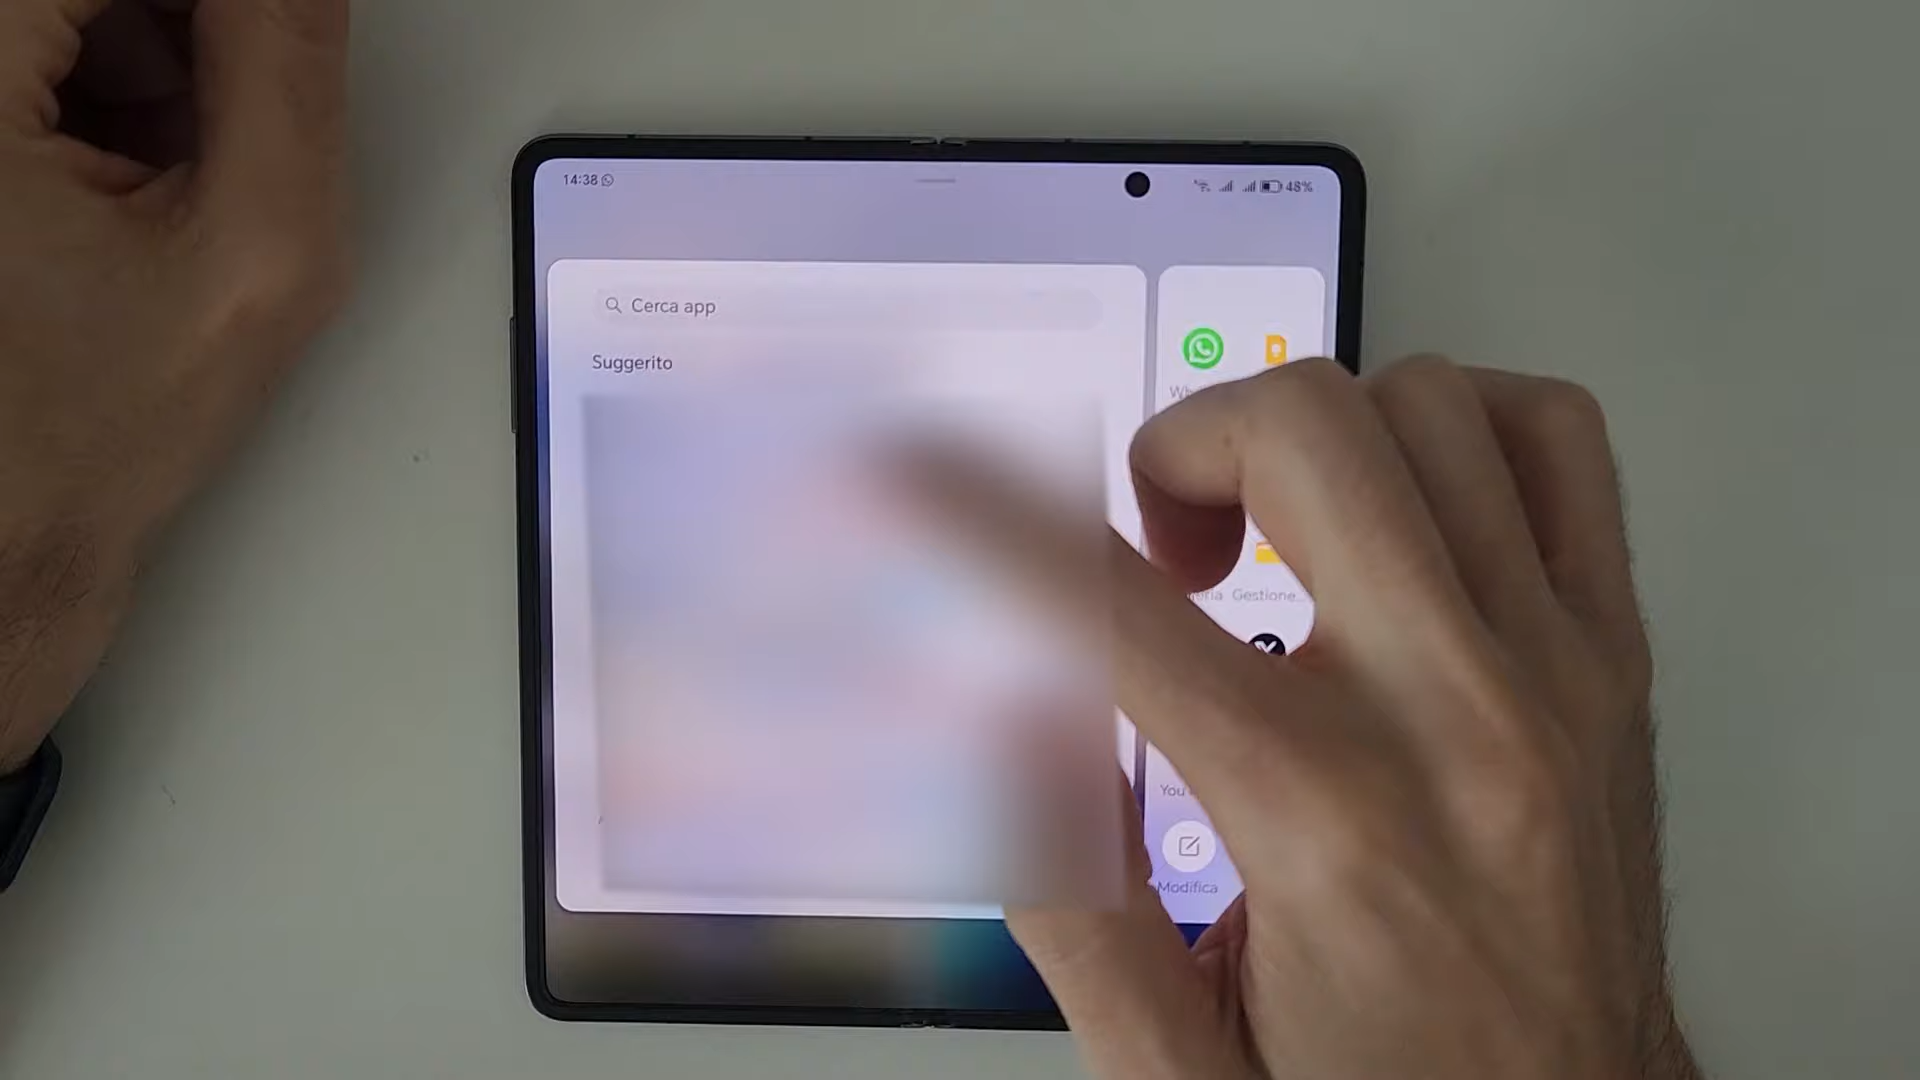 14:38
48%
Cerca app
Suggerito
Gestione...
Modifica